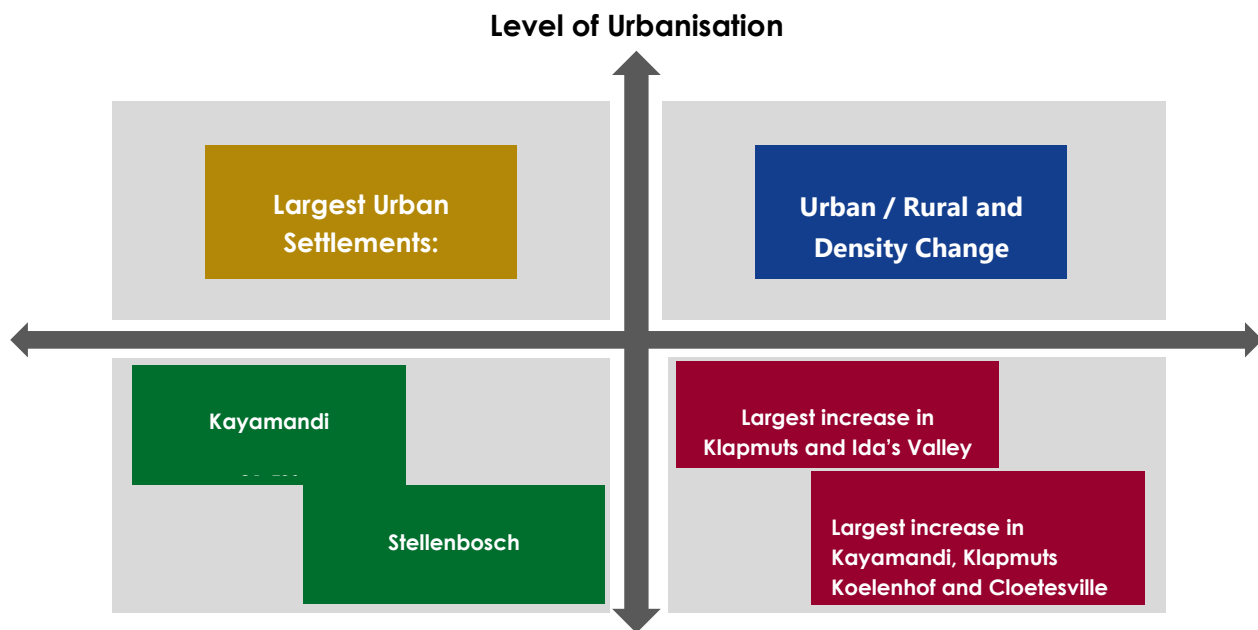 Level of Urbanisation
Largest Urban
Settlements:
Urban / Rural and
Density Change
Kayamandi
Stellenbosch
Largest increase in
Klapmuts and Ida’s Valley
Largest increase in
Kayamandi, Klapmuts
Koelenhof and Cloetesville